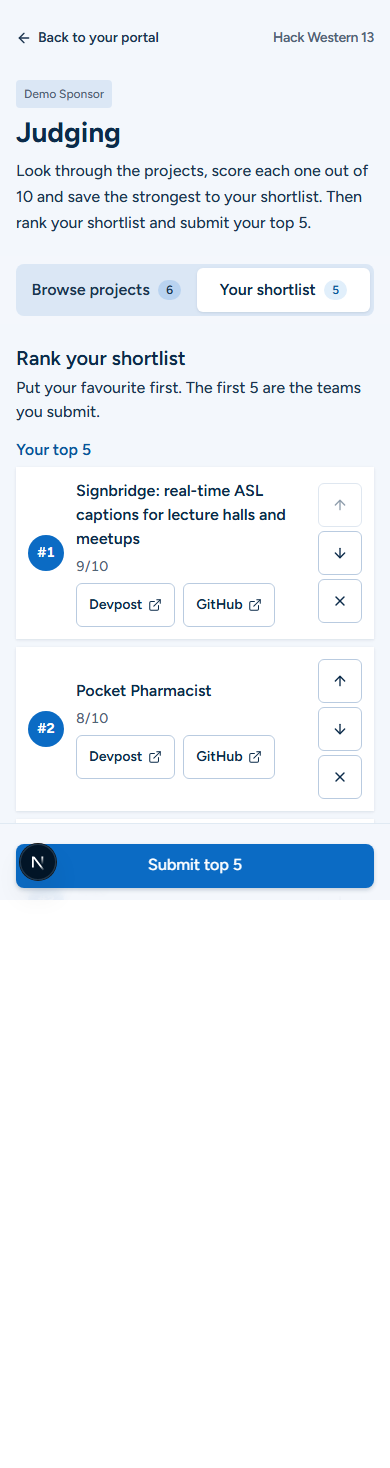 Back to your portal
Hack Western 13
Demo Sponsor
Judging
Look through the projects, score each one out of
10 and save the strongest to your shortlist. Then
rank your shortlist and submit your top 5.
Browse projects 6
Your shortlist 5
Rank your shortlist
Put your favourite first. The first 5 are the teams
you submit.
Your top 5
#1
Signbridge: real-time ASL
captions for lecture halls and
meetups
9/10
Devpost
GitHub
#2
Pocket Pharmacist
8/10
Devpost
GitHub
N
Submit top 5